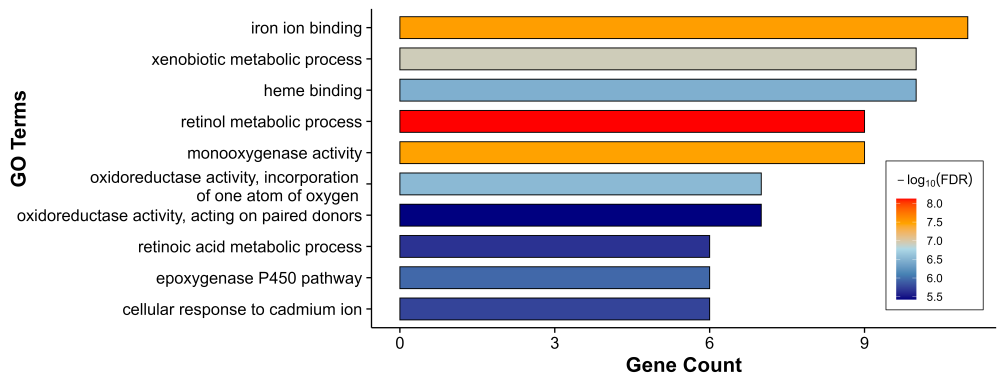 GO Terms
iron ion binding
xenobiotic metabolic process
heme binding
retinol metabolic process
monooxygenase activity
oxidoreductase activity, incorporation
of one atom of oxygen
oxidoreductase activity, acting on paired donors
retinoic acid metabolic process
epoxygenase P450 pathway
cellular response to cadmium ion
0 3 6 9
Gene Count
− log₁₀(FDR)
8.0
7.5
7.0
6.5
6.0
5.5